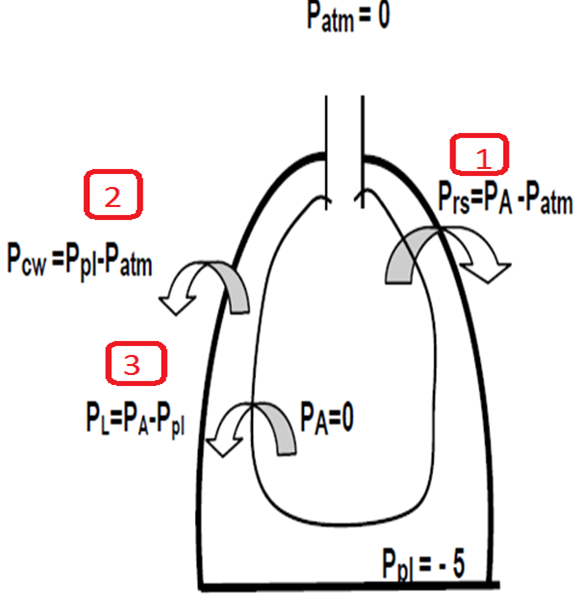 Patm = 0
1
Prs=PA -Patm
2
Pcw =Ppl-Patm
3
PL=PA-Ppl
PA=0
Ppl = - 5